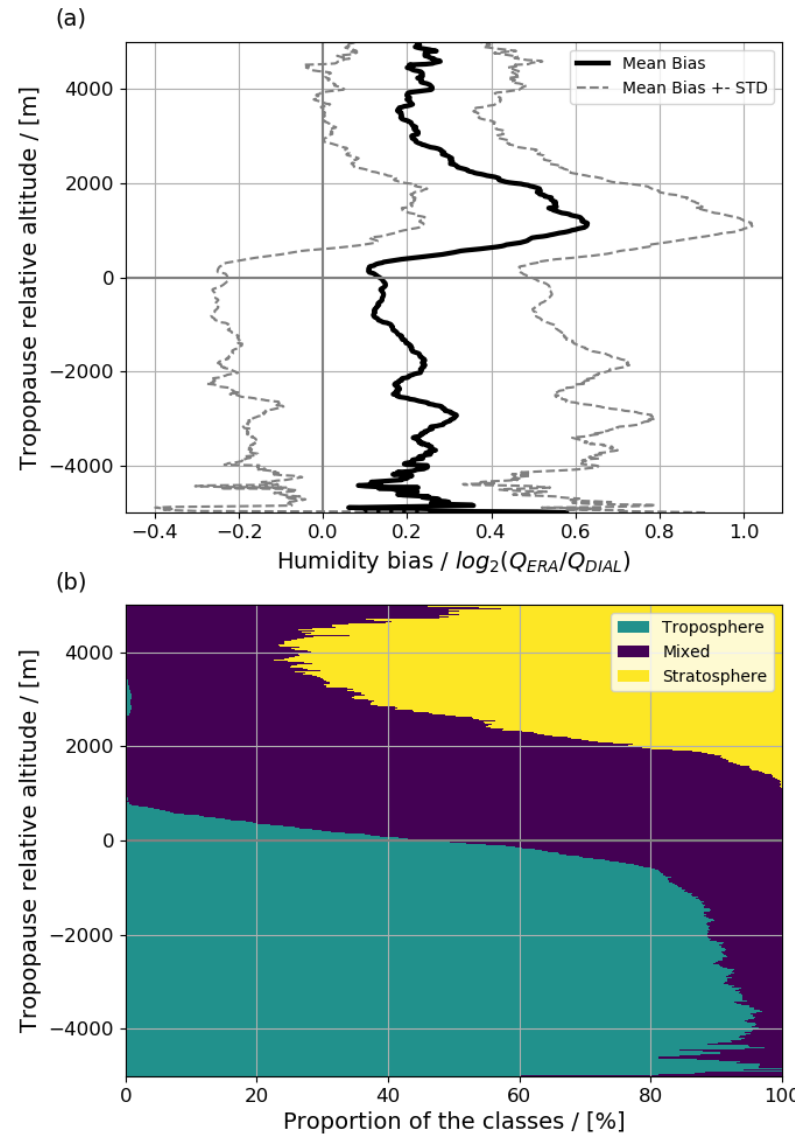 (a)
Mean Bias
Mean Bias +- STD
4000
2000
0
−2000
−4000
Tropopause relative altitude / [m]
−0.4 −0.2 0.0 0.2 0.4 0.6 0.8 1.0
Humidity bias / log₂(Q_ERA/Q_DIAL)
(b)
Troposphere
Mixed
Stratosphere
4000
2000
0
−2000
−4000
Tropopause relative altitude / [m]
0 20 40 60 80 100
Proportion of the classes / [%]